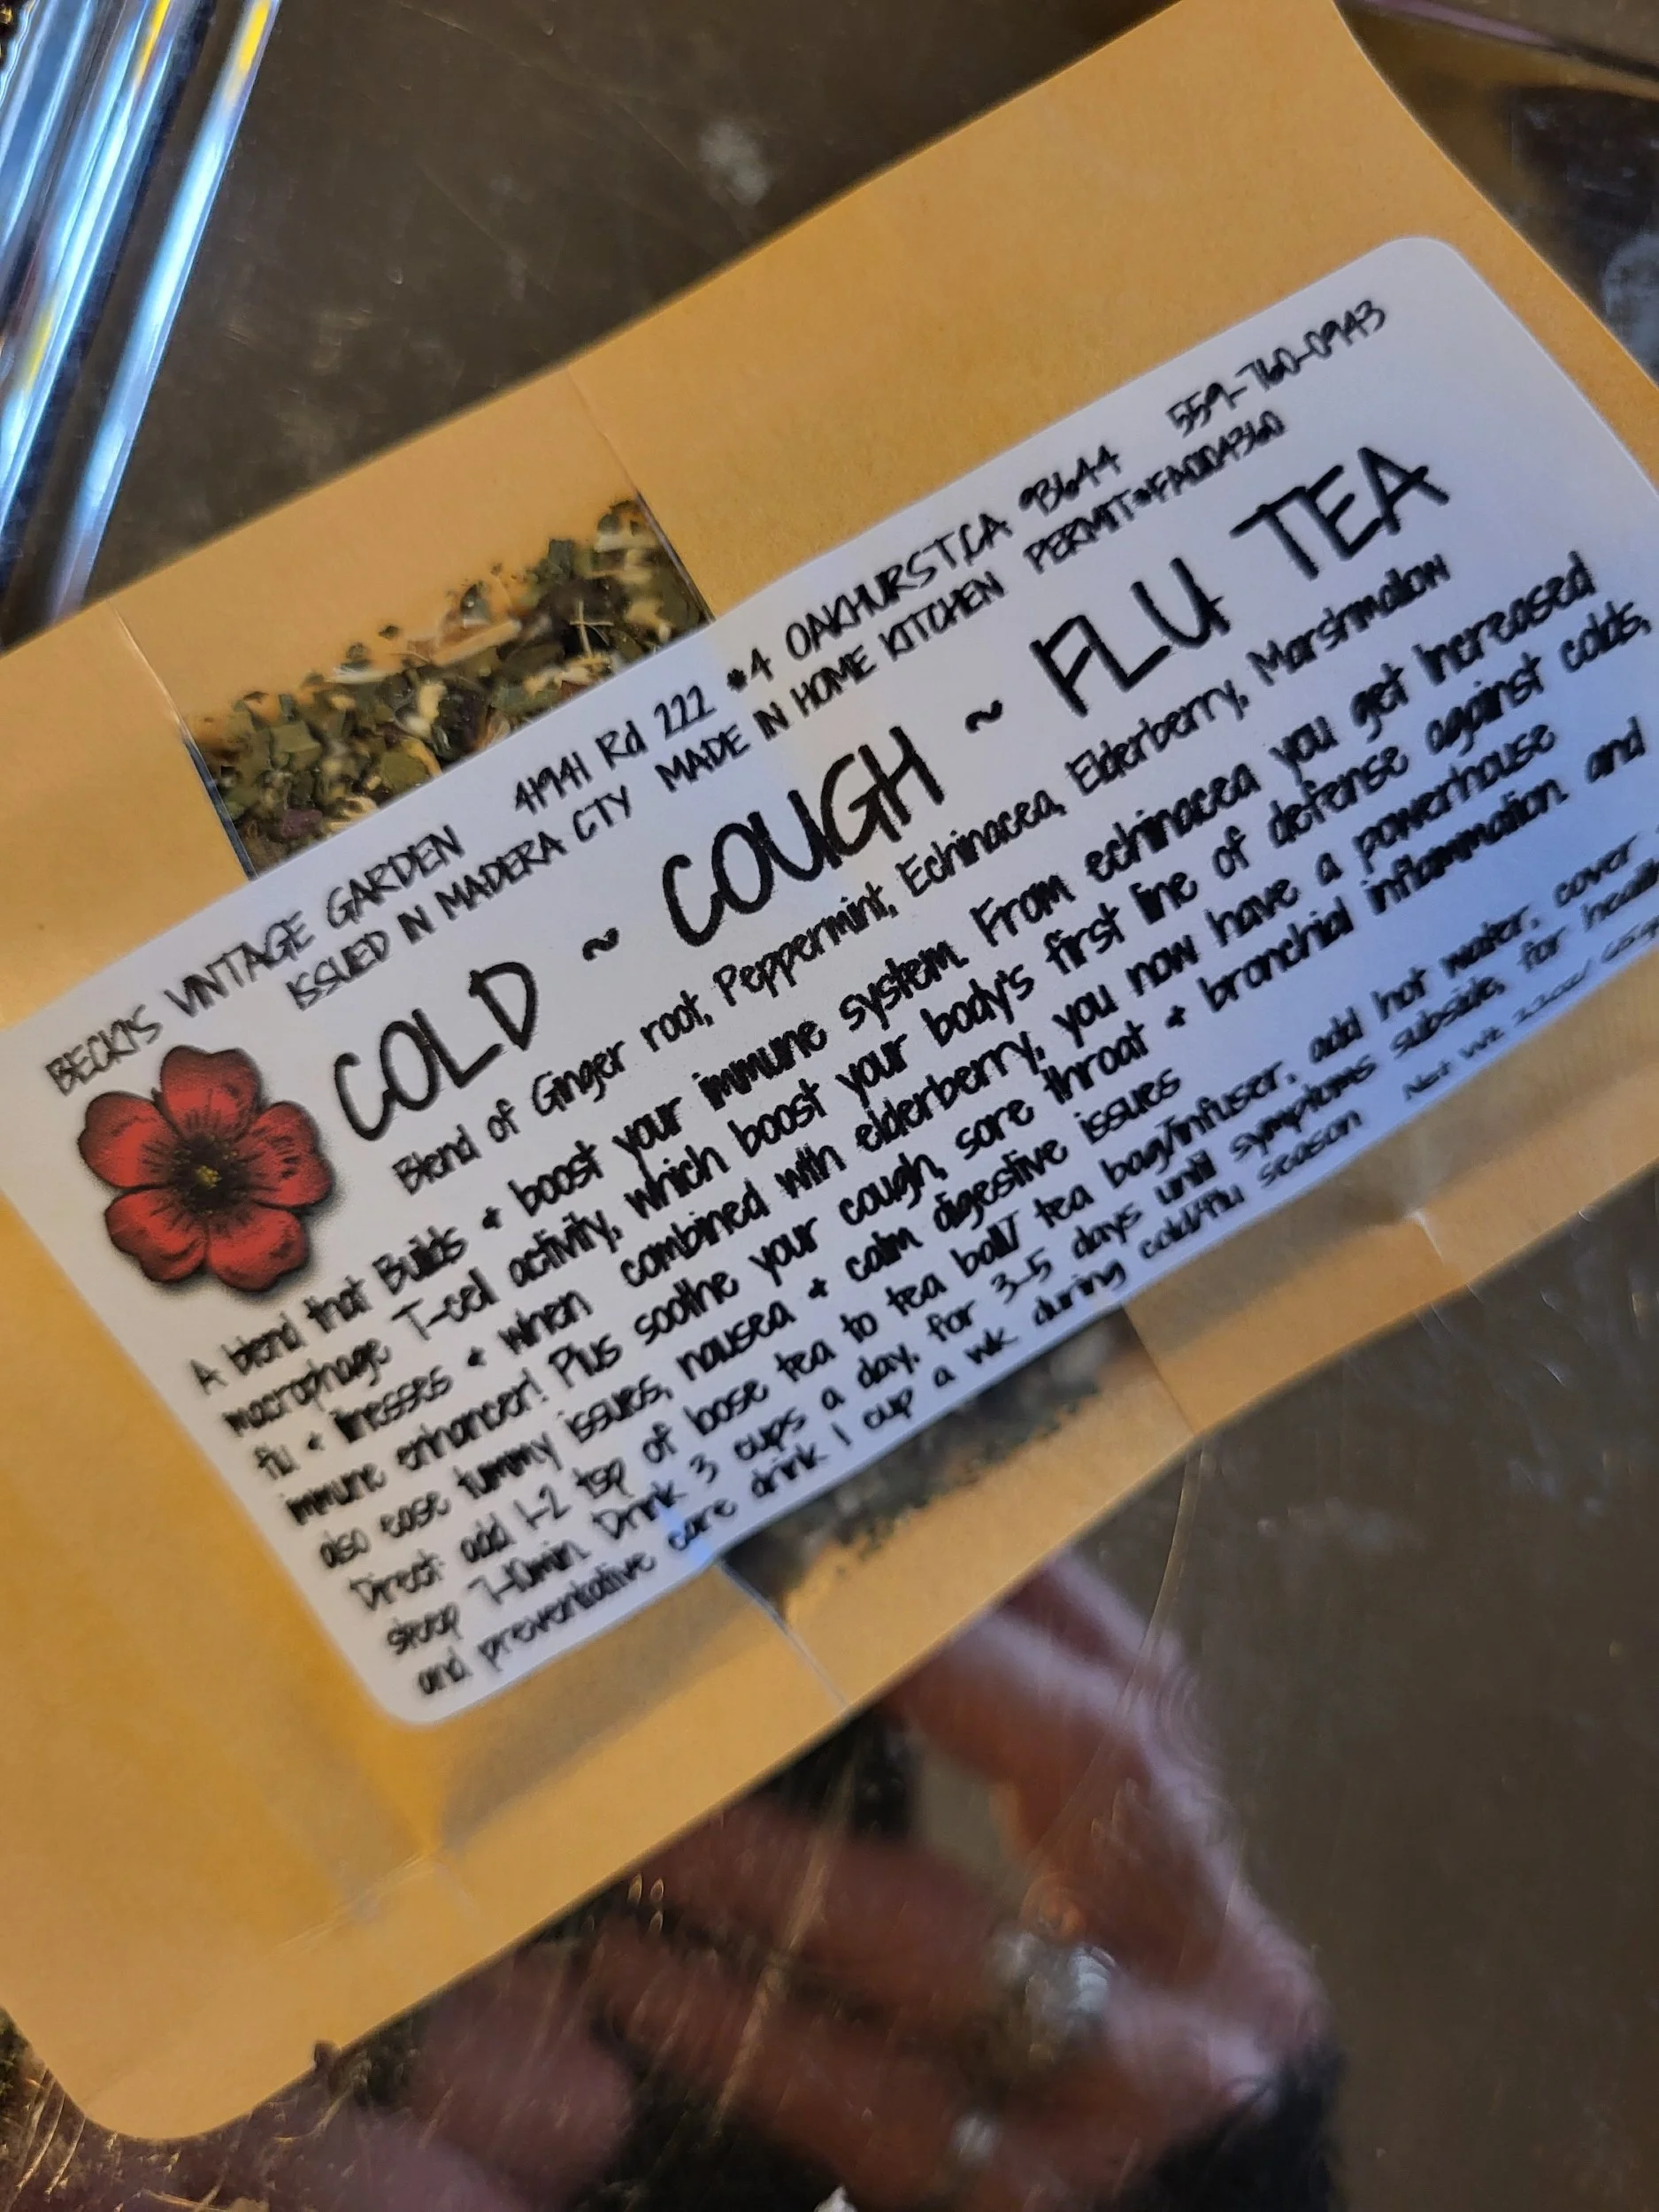 BECKI'S VINTAGE GARDEN 41941 Rd 222 #4 OAKHURST,CA 93644 559-760-0943
ISSUED IN MADERA CTY MADE IN HOME KITCHEN PERMIT#FA0004360
COLD ~ COUGH ~ FLU TEA
Blend of Ginger root, Peppermint, Echinacea, Elderberry, Marshmallow
A blend that Builds & boost your immune system. From echinacea you get increased
macrophage T-cell activity, which boost your body's first line of defense against colds,
flu & illnesses & when combined with elderberry, you now have a powerhouse
immune enhancer! Plus soothe your cough, sore throat & bronchial inflammation. and
also ease tummy issues, nausea & calm digestive issues
Direct: add 1-2 tsp of loose tea to tea ball/ tea bag/infuser, add hot water, cover
steep 7-10min. Drink 3 cups a day, for 3-5 days until symptoms subside, for health
and preventative care drink 1 cup a wk during cold/flu season Net Wt